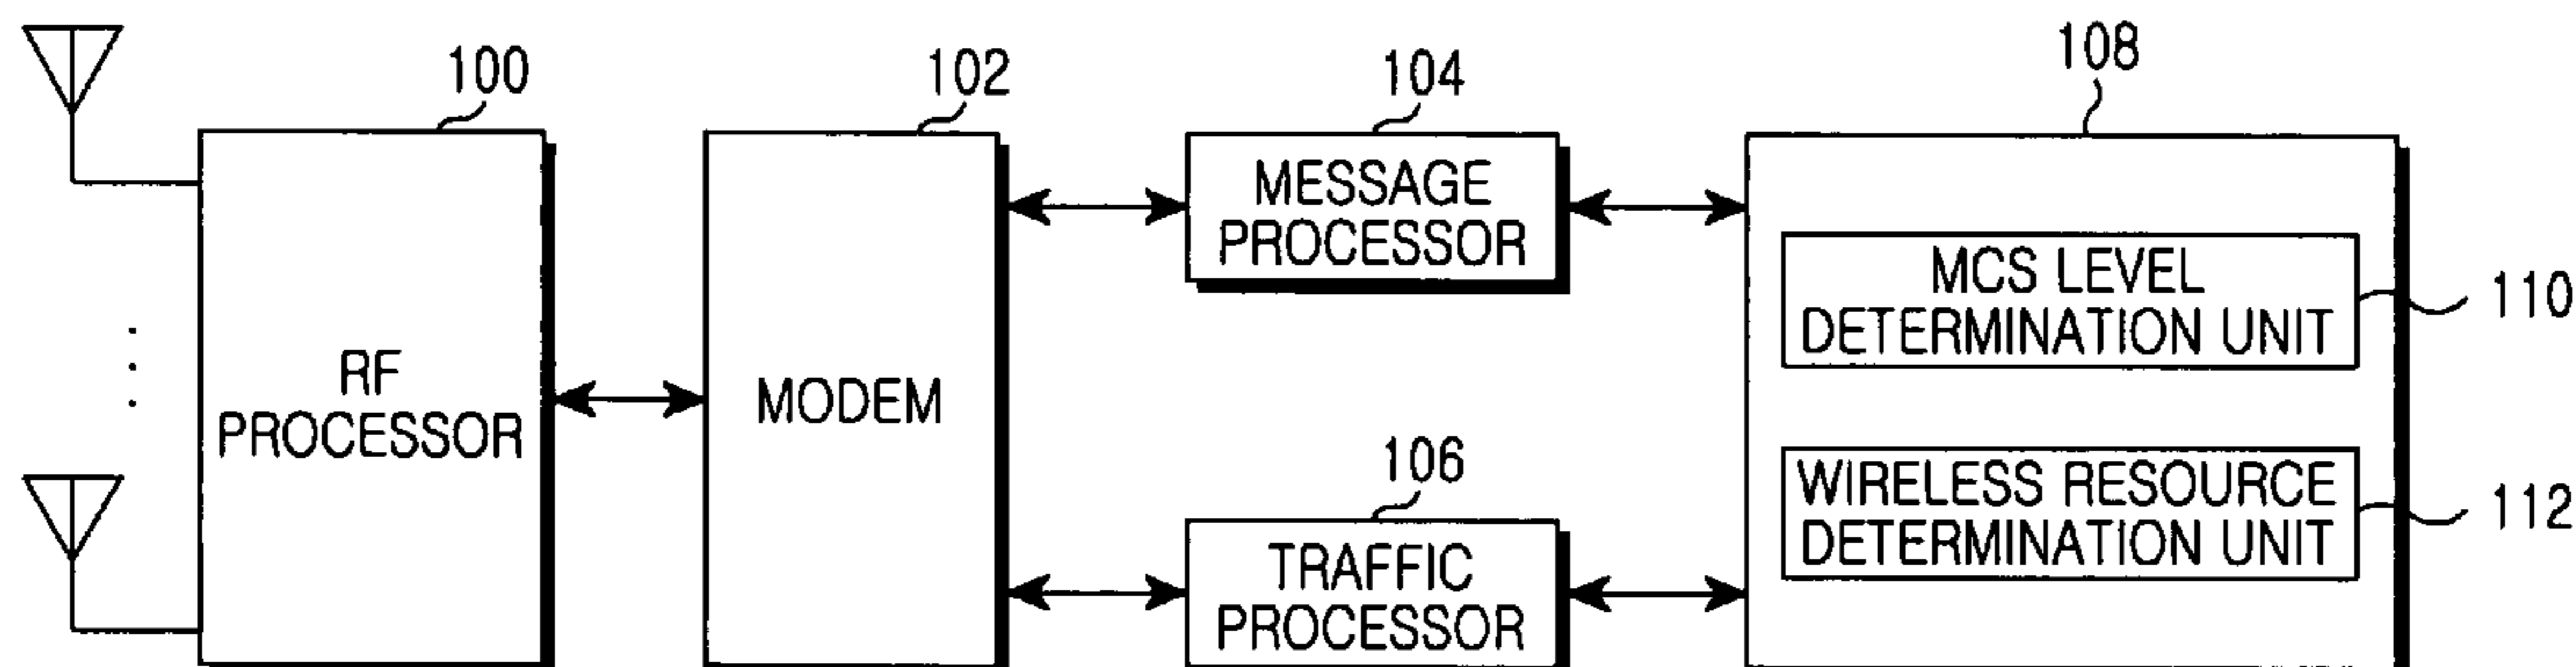 100
102
104
108
RF
PROCESSOR
MODEM
MESSAGE
PROCESSOR
MCS LEVEL
DETERMINATION UNIT
110
106
TRAFFIC
PROCESSOR
WIRELESS RESOURCE
DETERMINATION UNIT
112